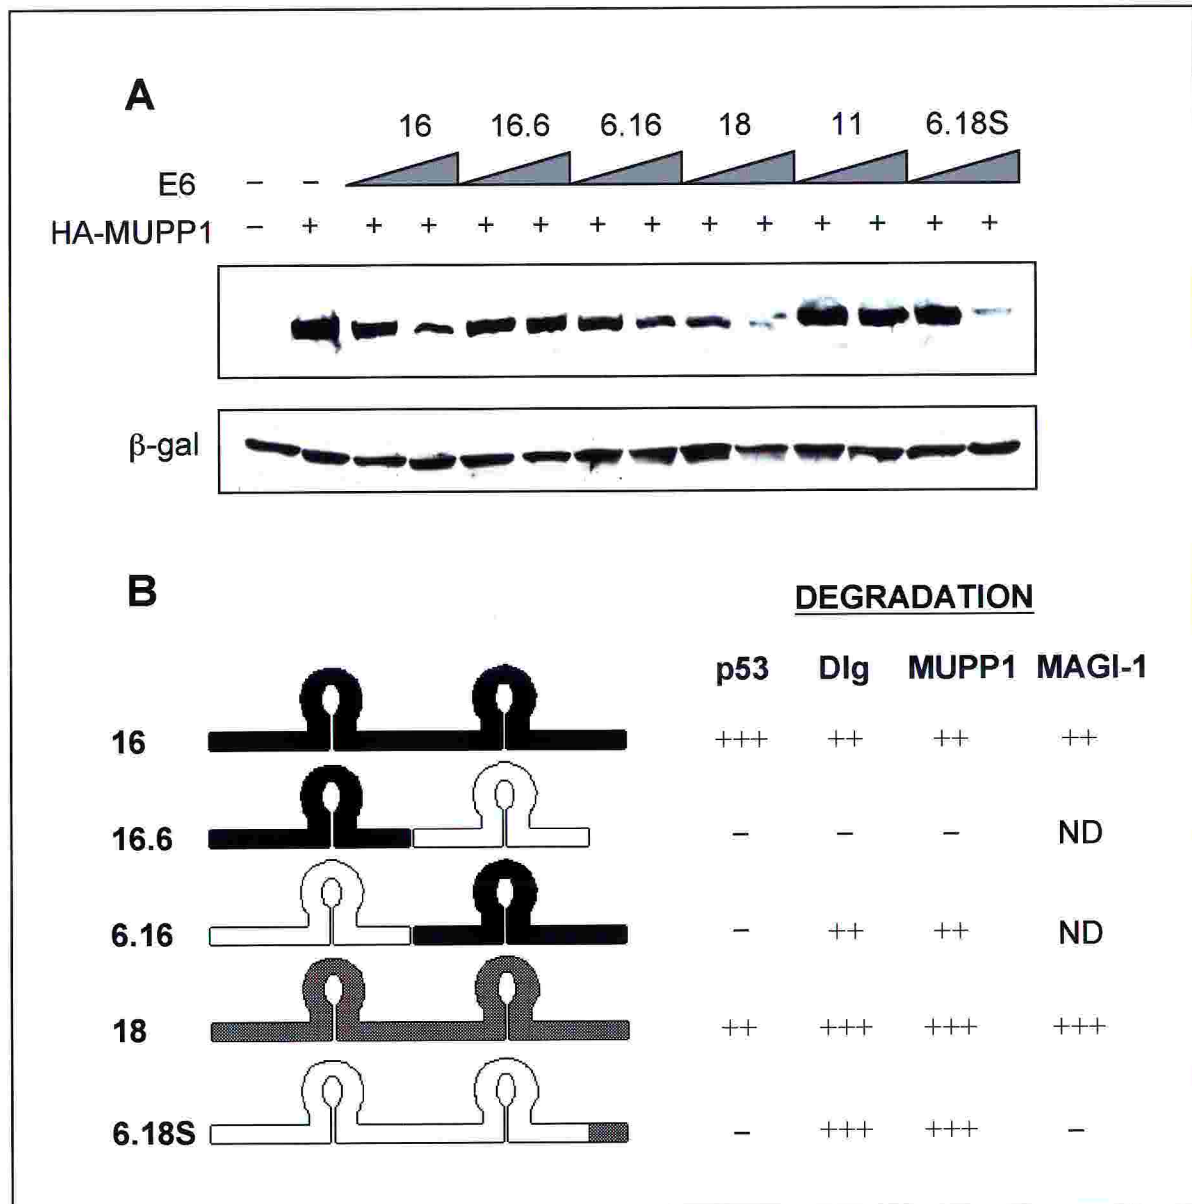 A
16 16.6 6.16 18 11 6.18S
E6 – –
HA-MUPP1 – + + + + + + + + + + + + +
β-gal
B
DEGRADATION
p53 Dlg MUPP1 MAGI-1
16 +++ ++ ++ ++
16.6 – – – ND
6.16 – ++ ++ ND
18 ++ +++ +++ +++
6.18S – +++ +++ –